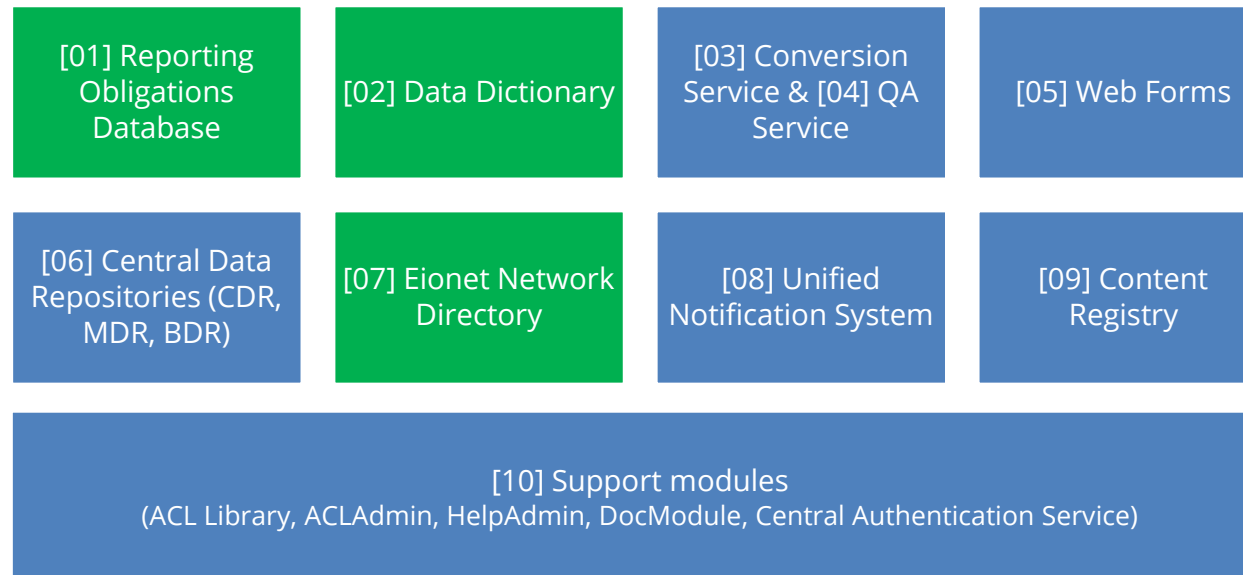 [01] Reporting
Obligations
Database
[02] Data Dictionary
[03] Conversion
Service & [04] QA
Service
[05] Web Forms
[06] Central Data
Repositories (CDR,
MDR, BDR)
[07] Eionet Network
Directory
[08] Unified
Notification System
[09] Content
Registry
[10] Support modules
(ACL Library, ACLAdmin, HelpAdmin, DocModule, Central Authentication Service)